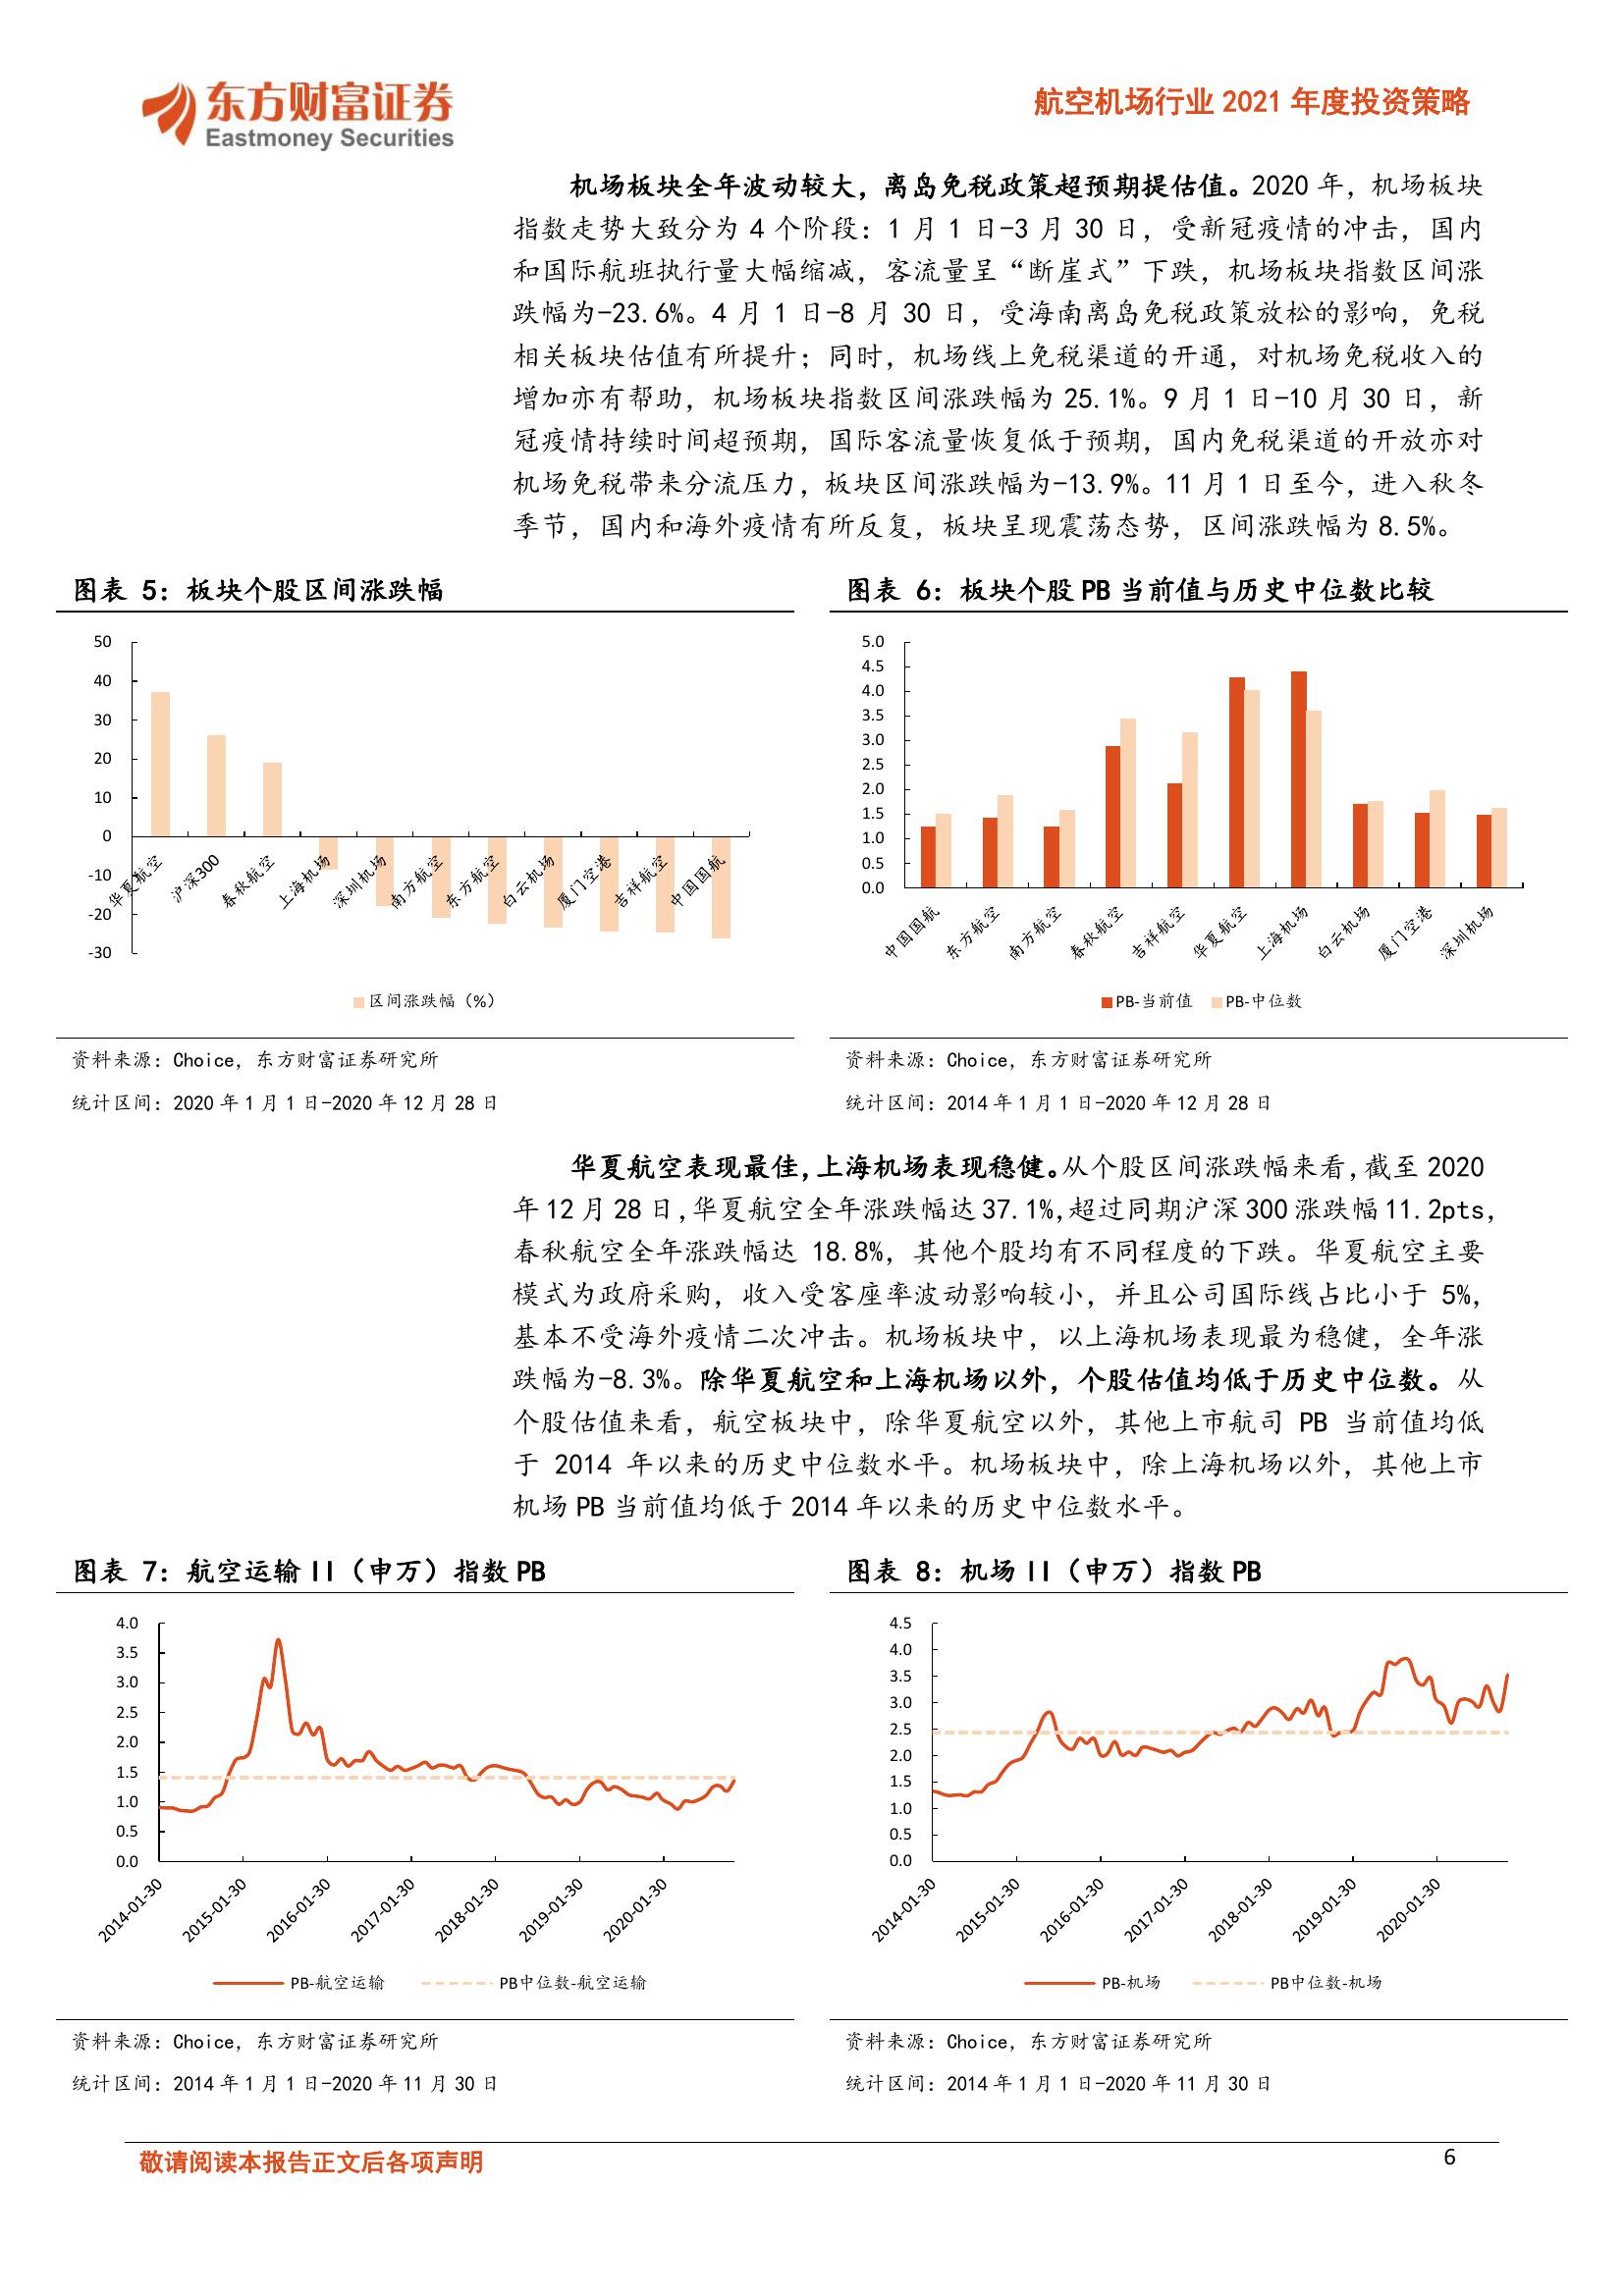 东方财富证券
Eastmoney Securities
航空机场行业 2021 年度投资策略
机场板块全年波动较大，离岛免税政策超预期提估值。2020 年，机场板块
指数走势大致分为 4 个阶段：1 月 1 日-3 月 30 日，受新冠疫情的冲击，国内
和国际航班执行量大幅缩减，客流量呈“断崖式”下跌，机场板块指数区间涨
跌幅为-23.6%。4 月 1 日-8 月 30 日，受海南离岛免税政策放松的影响，免税
相关板块估值有所提升；同时，机场线上免税渠道的开通，对机场免税收入的
增加亦有帮助，机场板块指数区间涨跌幅为 25.1%。9 月 1 日-10 月 30 日，新
冠疫情持续时间超预期，国际客流量恢复低于预期，国内免税渠道的开放亦对
机场免税带来分流压力，板块区间涨跌幅为-13.9%。11 月 1 日至今，进入秋冬
季节，国内和海外疫情有所反复，板块呈现震荡态势，区间涨跌幅为 8.5%。
图表 5：板块个股区间涨跌幅
50
40
30
20
10
0
-10
-20
-30
华夏航空
沪深300
春秋航空
上海机场
深圳机场
南方航空
东方航空
白云机场
厦门空港
吉祥航空
中国国航
区间涨跌幅（%）
资料来源：Choice，东方财富证券研究所
统计区间：2020 年 1 月 1 日-2020 年 12 月 28 日
图表 6：板块个股 PB 当前值与历史中位数比较
5.0
4.5
4.0
3.5
3.0
2.5
2.0
1.5
1.0
0.5
0.0
中国国航
东方航空
南方航空
春秋航空
吉祥航空
华夏航空
上海机场
白云机场
厦门空港
深圳机场
PB-当前值
PB-中位数
资料来源：Choice，东方财富证券研究所
统计区间：2014 年 1 月 1 日-2020 年 12 月 28 日
华夏航空表现最佳，上海机场表现稳健。从个股区间涨跌幅来看，截至 2020
年 12 月 28 日，华夏航空全年涨跌幅达 37.1%，超过同期沪深 300 涨跌幅 11.2pts，
春秋航空全年涨跌幅达 18.8%，其他个股均有不同程度的下跌。华夏航空主要
模式为政府采购，收入受客座率波动影响较小，并且公司国际线占比小于 5%，
基本不受海外疫情二次冲击。机场板块中，以上海机场表现最为稳健，全年涨
跌幅为-8.3%。除华夏航空和上海机场以外，个股估值均低于历史中位数。从
个股估值来看，航空板块中，除华夏航空以外，其他上市航司 PB 当前值均低
于 2014 年以来的历史中位数水平。机场板块中，除上海机场以外，其他上市
机场 PB 当前值均低于 2014 年以来的历史中位数水平。
图表 7：航空运输 II（申万）指数 PB
4.0
3.5
3.0
2.5
2.0
1.5
1.0
0.5
0.0
2014-01-30
2015-01-30
2016-01-30
2017-01-30
2018-01-30
2019-01-30
2020-01-30
PB-航空运输
PB中位数-航空运输
资料来源：Choice，东方财富证券研究所
统计区间：2014 年 1 月 1 日-2020 年 11 月 30 日
图表 8：机场 II（申万）指数 PB
4.5
4.0
3.5
3.0
2.5
2.0
1.5
1.0
0.5
0.0
2014-01-30
2015-01-30
2016-01-30
2017-01-30
2018-01-30
2019-01-30
2020-01-30
PB-机场
PB中位数-机场
资料来源：Choice，东方财富证券研究所
统计区间：2014 年 1 月 1 日-2020 年 11 月 30 日
敬请阅读本报告正文后各项声明
6